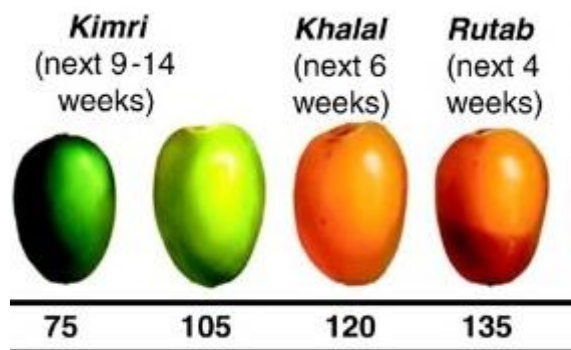 Kimri
(next 9-14
weeks)
Khalal
(next 6
weeks)
Rutab
(next 4
weeks)
75 105 120 135